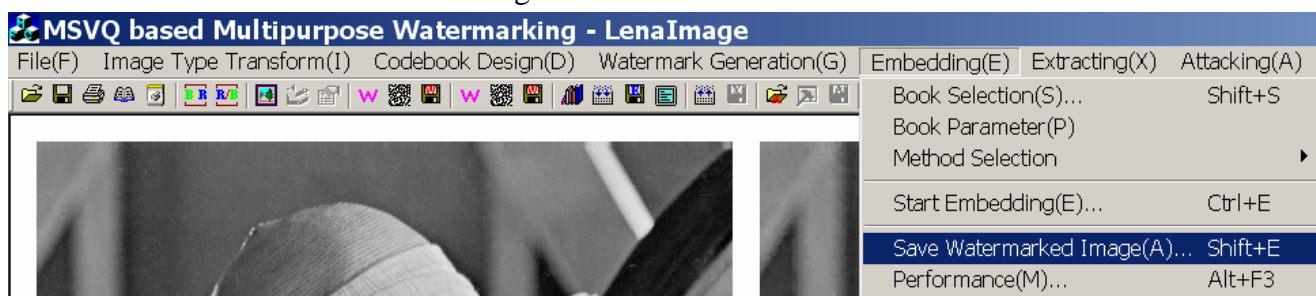 MSVQ based Multipurpose Watermarking - LenaImage
File(F) Image Type Transform(I) Codebook Design(D) Watermark Generation(G) Embedding(E) Extracting(X) Attacking(A)
B R R/B W W
Book Selection(S)... Shift+S
Book Parameter(P)
Method Selection
Start Embedding(E)... Ctrl+E
Save Watermarked Image(A)... Shift+E
Performance(M)... Alt+F3